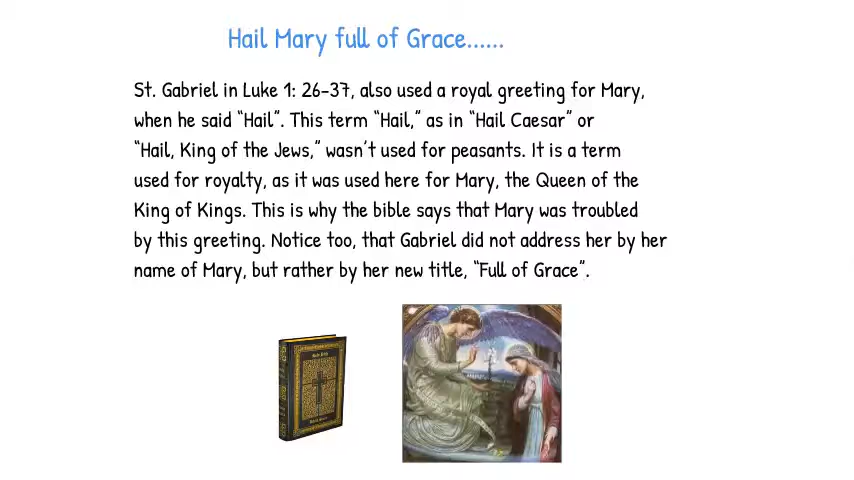 Hail Mary full of Grace......
St. Gabriel in Luke 1: 26-37, also used a royal greeting for Mary,
when he said "Hail". This term "Hail," as in "Hail Caesar" or
"Hail, King of the Jews," wasn't used for peasants. It is a term
used for royalty, as it was used here for Mary, the Queen of the
King of Kings. This is why the bible says that Mary was troubled
by this greeting. Notice too, that Gabriel did not address her by her
name of Mary, but rather by her new title, "Full of Grace".